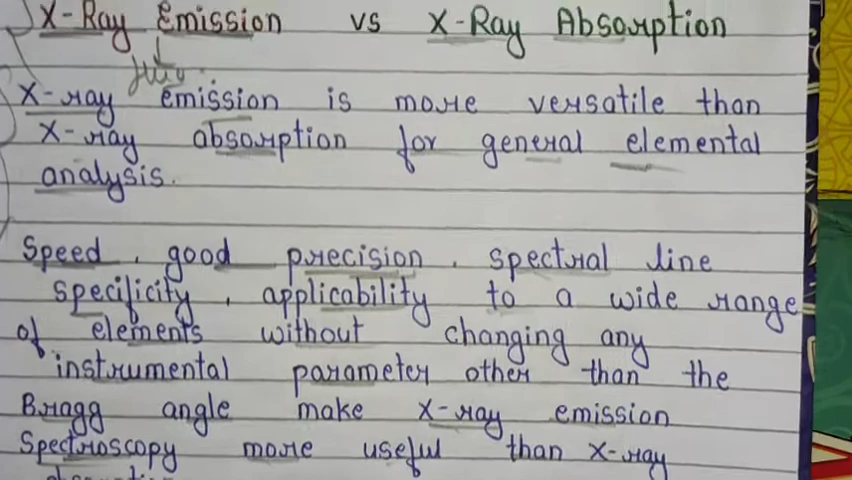 X-Ray Emission vs X-Ray Absorption
X-ray emission is more versatile than
X-ray absorption for general elemental
analysis.
Speed, good precision, spectral line
specificity, applicability to a wide range
of elements without changing any
instrumental parameter other than the
Bragg angle make X-ray emission
Spectroscopy more useful than X-ray